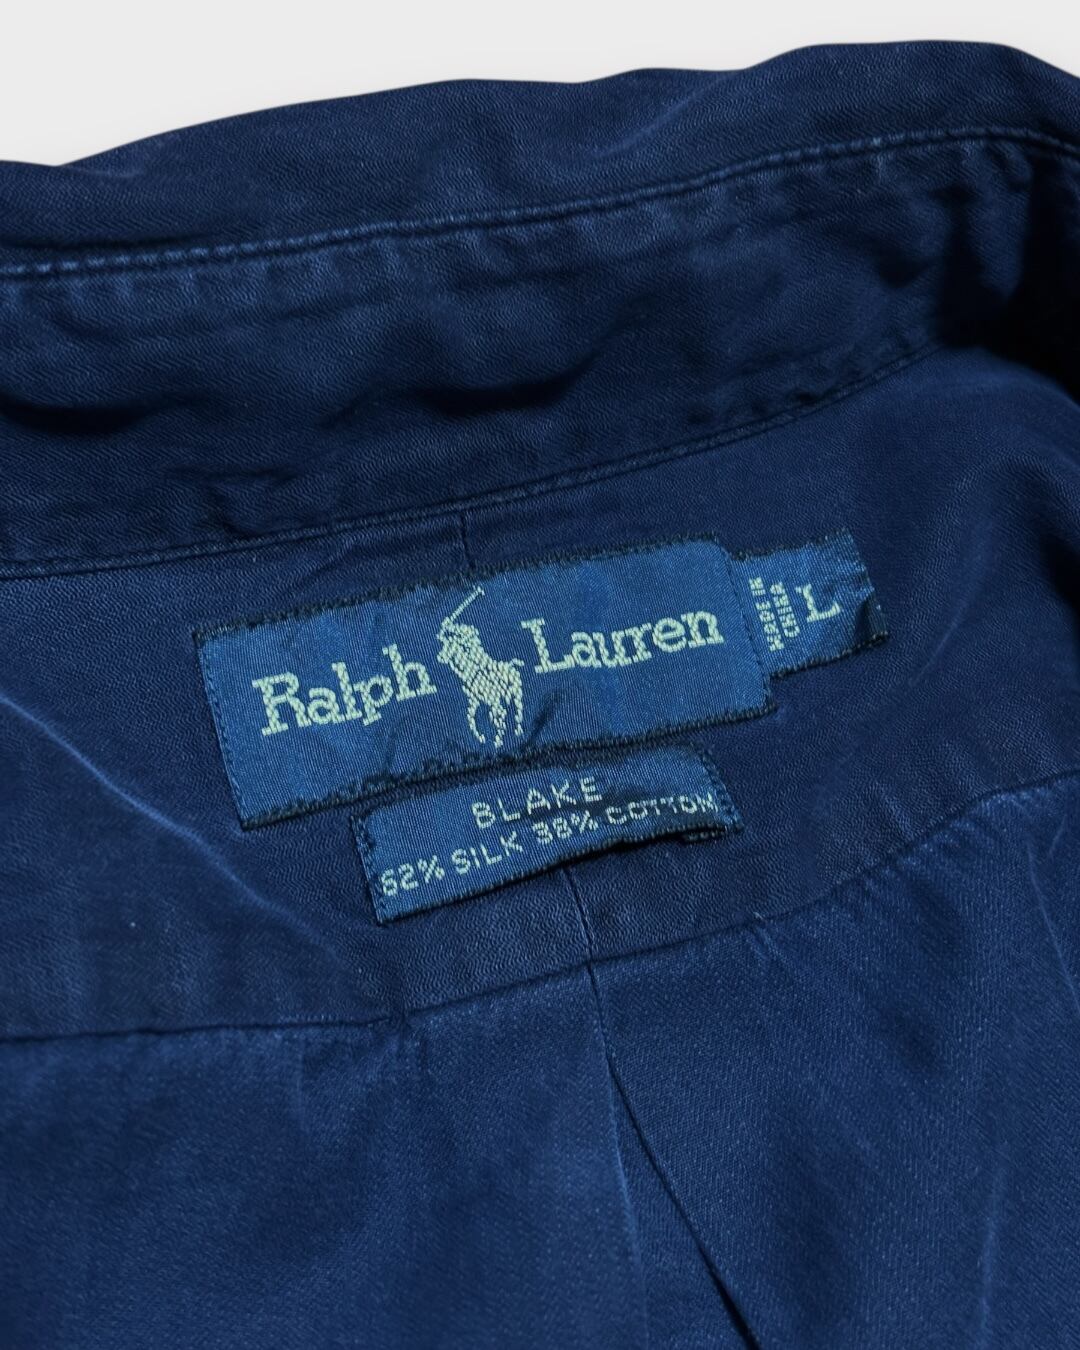 Ralph Lauren
MADE IN
CHINA
L
BLAKE
62% SILK 38% COTTON